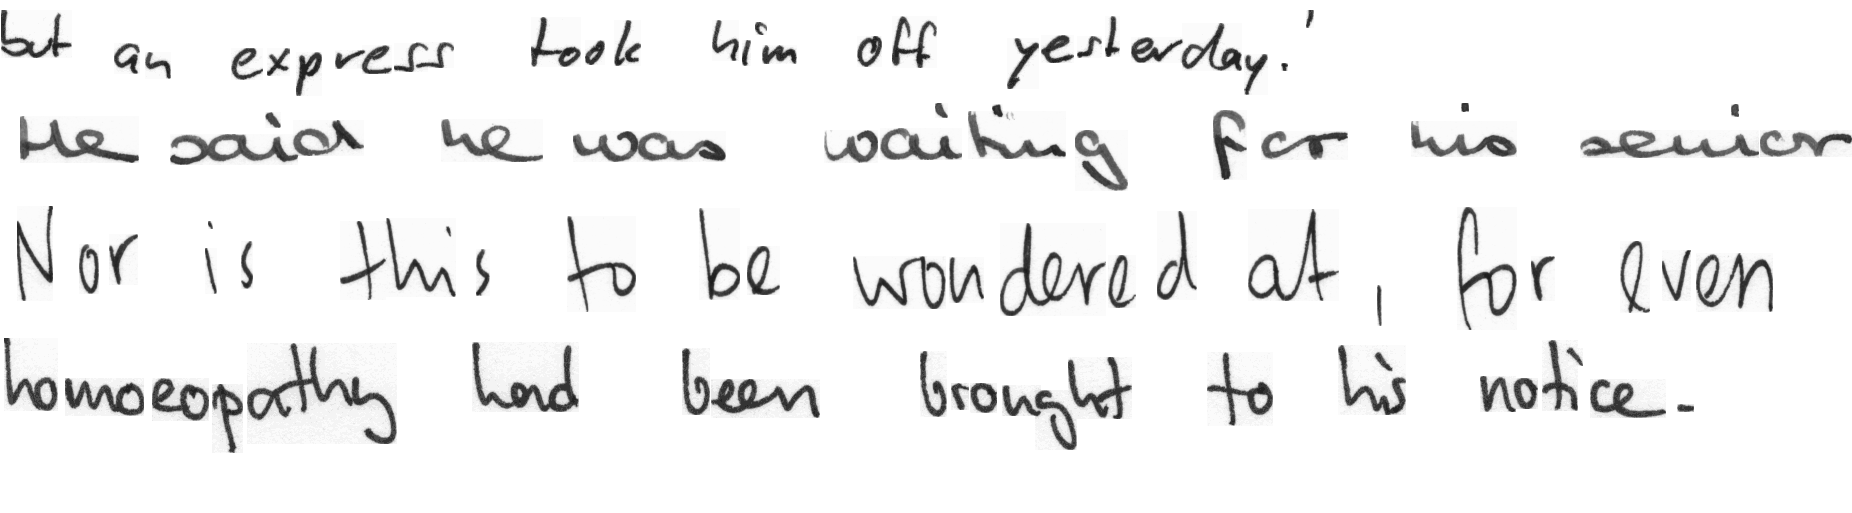 but an express took him off yesterday.'
He said he was waiting for his senior
Nor is this to be wondered at, for even
homoeopathy had been brought to his notice.